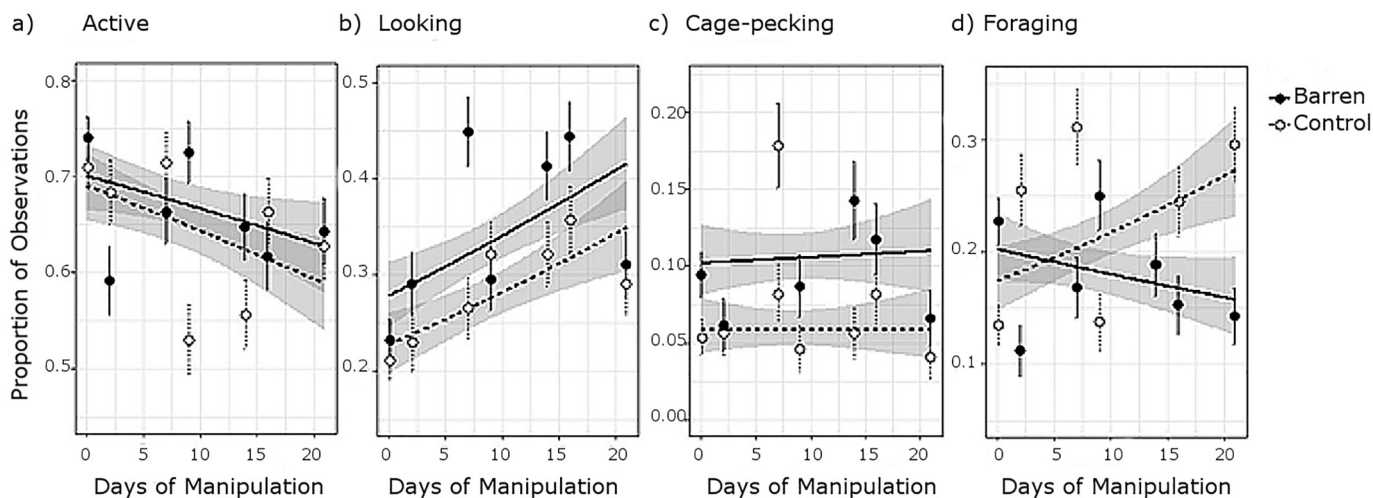 a) Active
b) Looking
c) Cage-pecking
d) Foraging
Proportion of Observations
0.8
0.7
0.6
0.5
0 5 10 15 20
Days of Manipulation
0.5
0.4
0.3
0.2
0 5 10 15 20
Days of Manipulation
0.20
0.15
0.10
0.05
0.00
0 5 10 15 20
Days of Manipulation
0.3
0.2
0.1
0 5 10 15 20
Days of Manipulation
Barren
Control